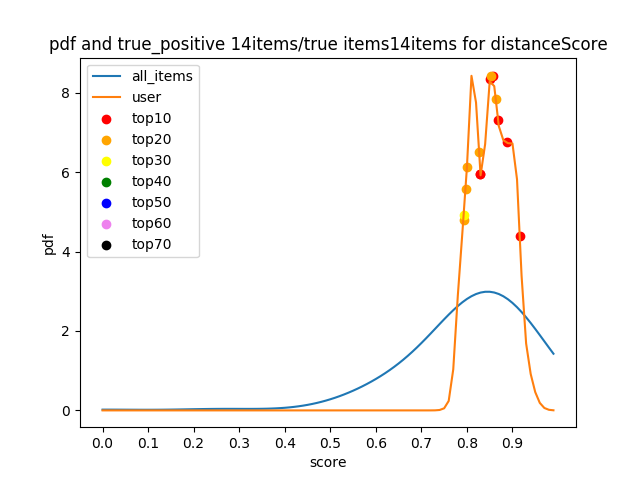 pdf and true_positive 14items/true items14items for distanceScore
all_items
user
top10
top20
top30
top40
top50
top60
top70
pdf
8
6
4
2
0
0.0 0.1 0.2 0.3 0.4 0.5 0.6 0.7 0.8 0.9
score